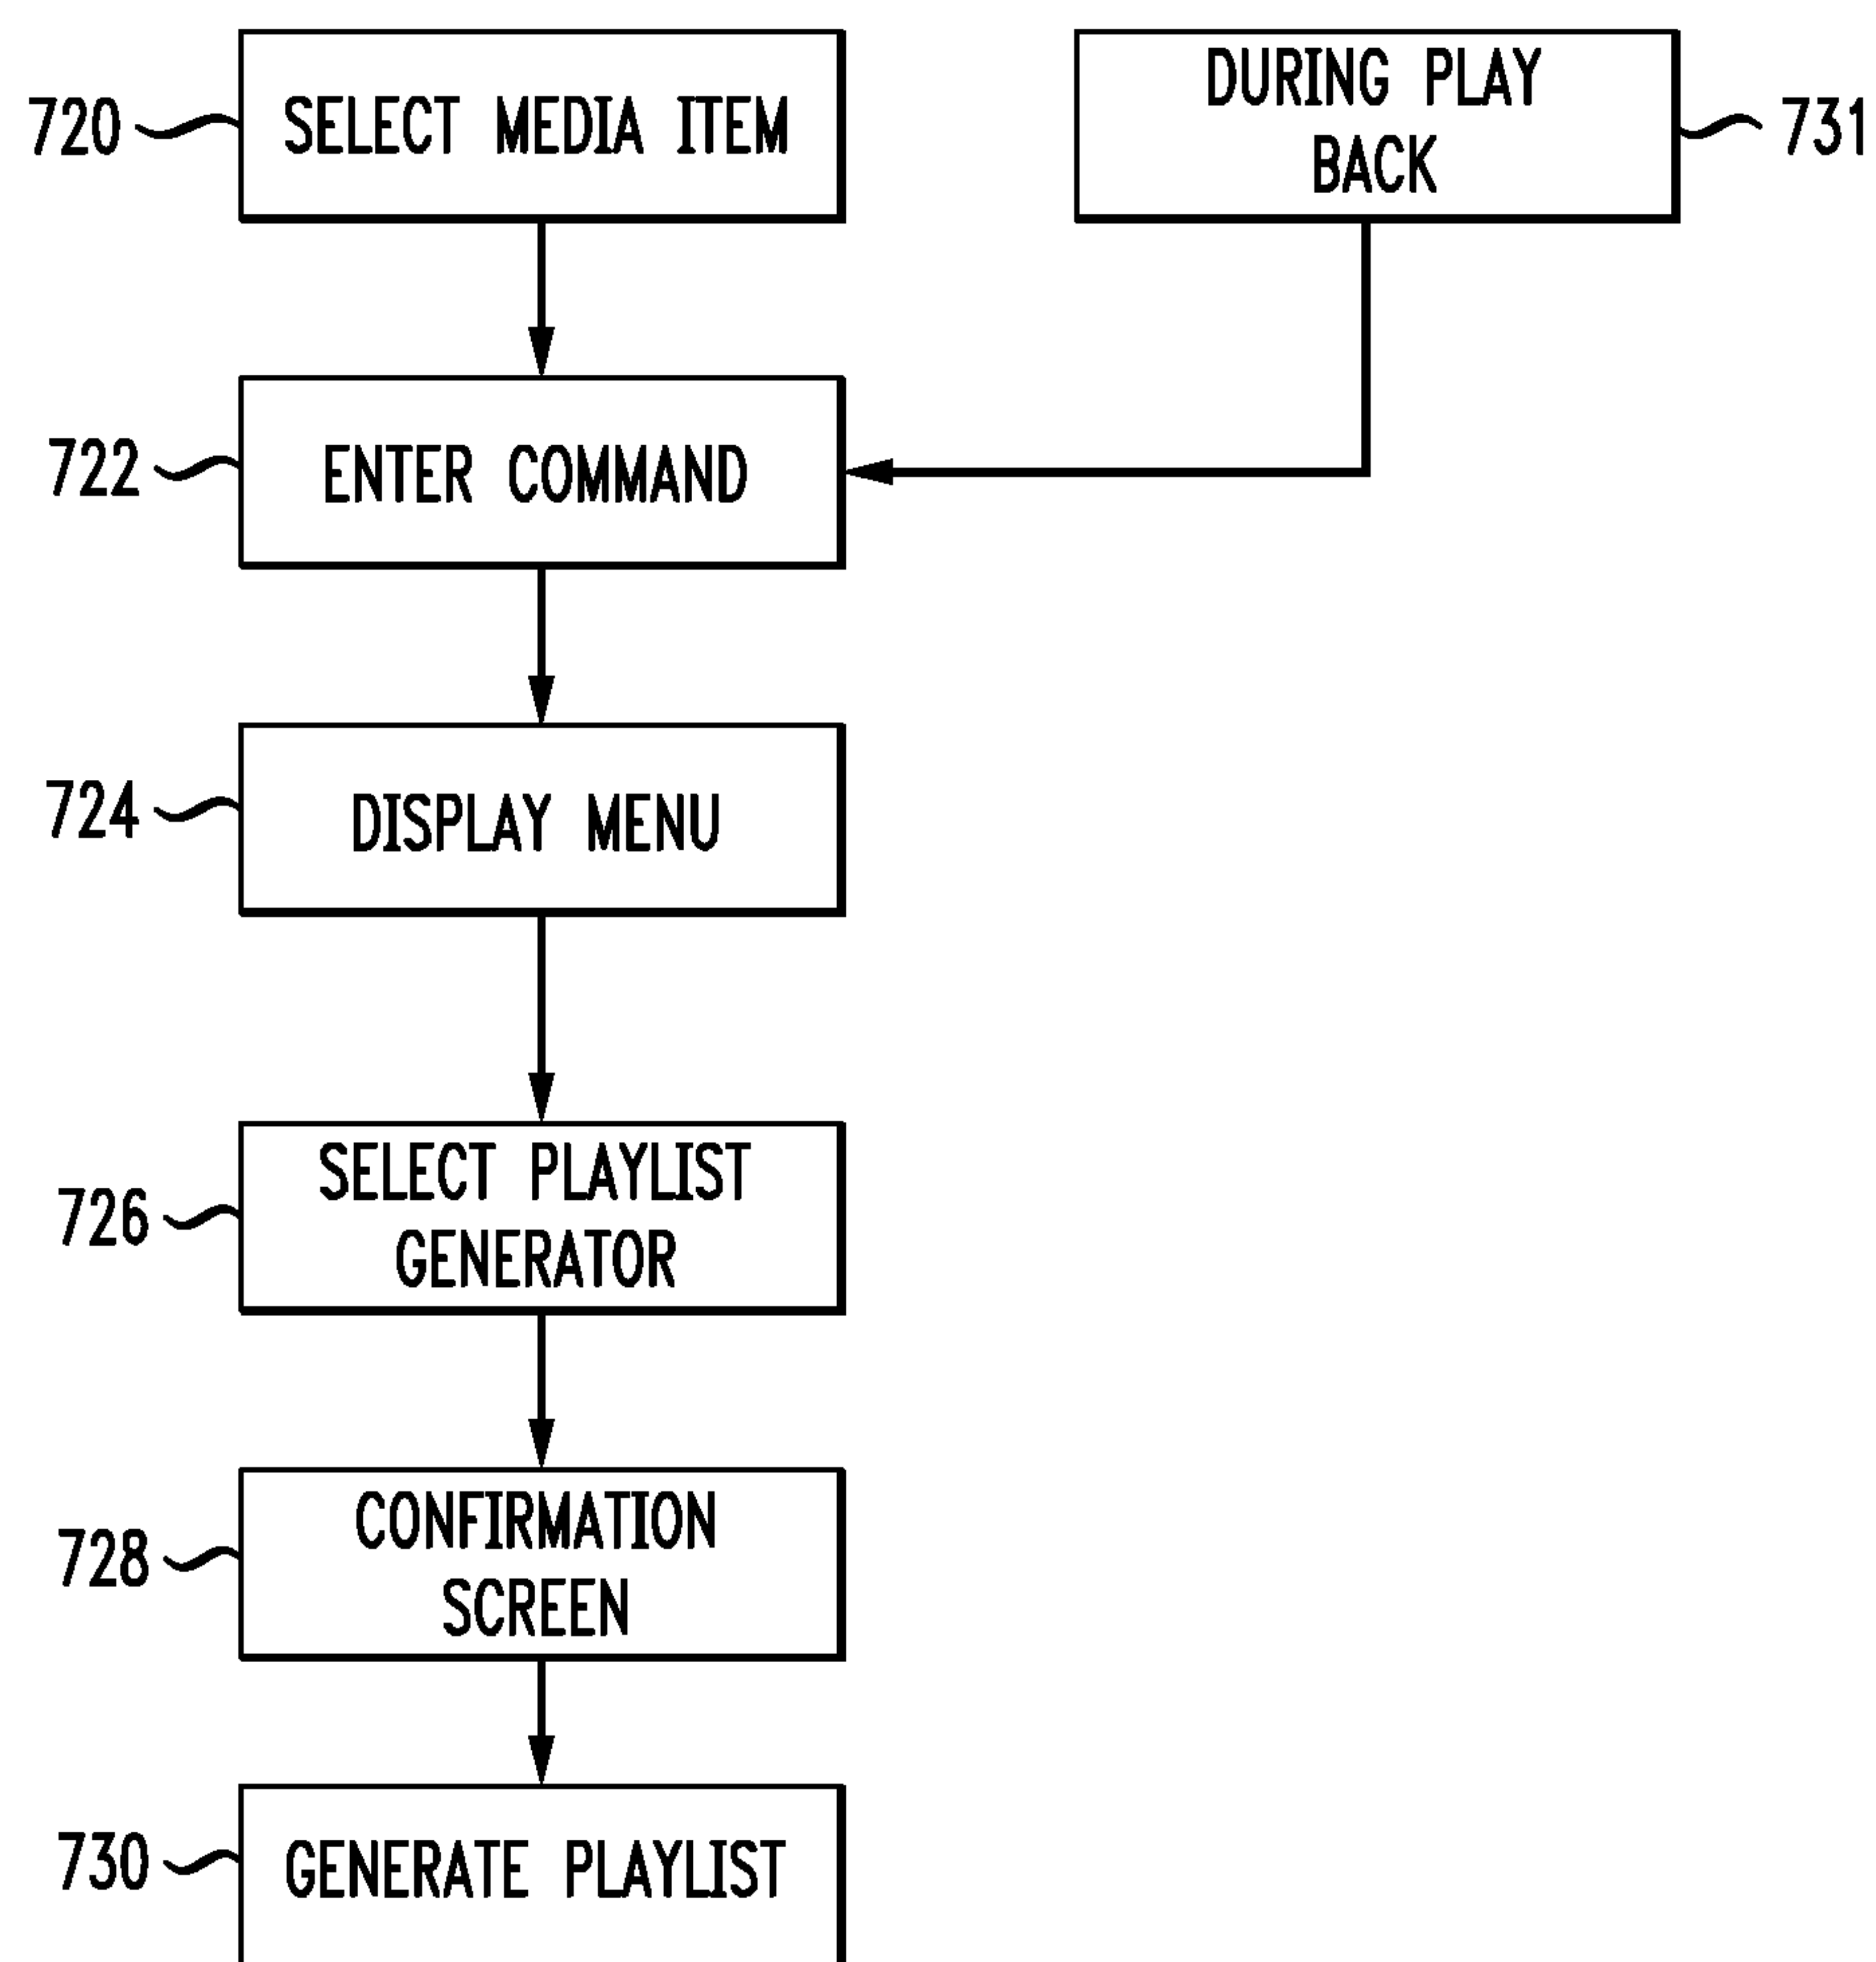 720
SELECT MEDIA ITEM
DURING PLAY
BACK
731
722
ENTER COMMAND
724
DISPLAY MENU
726
SELECT PLAYLIST
GENERATOR
728
CONFIRMATION
SCREEN
730
GENERATE PLAYLIST